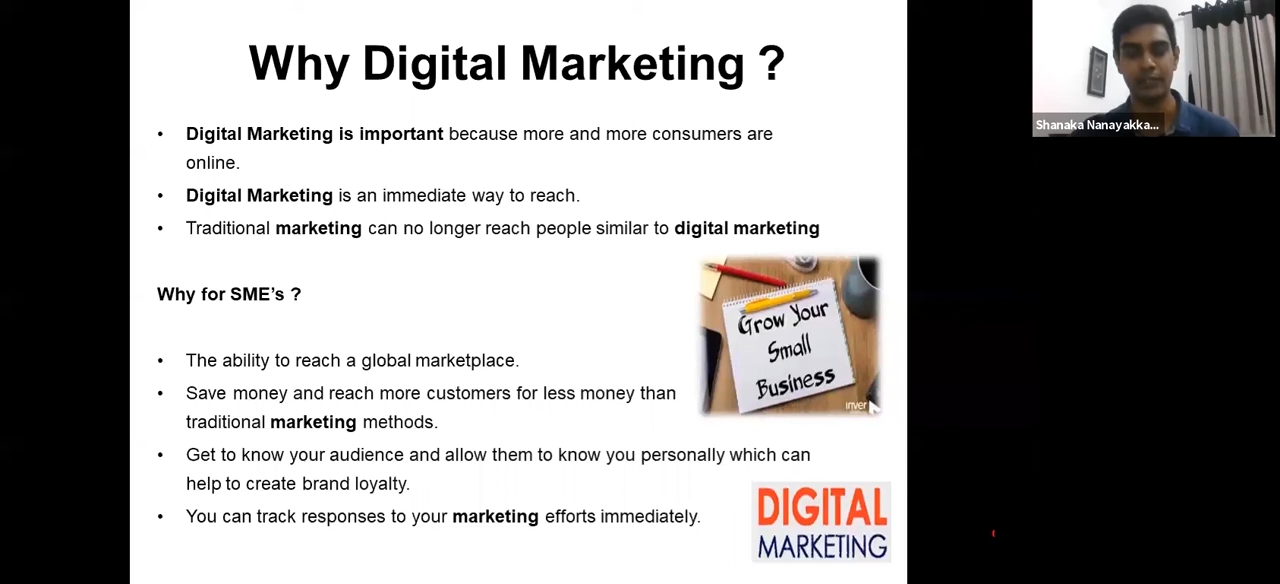 Why Digital Marketing ?
• Digital Marketing is important because more and more consumers are
online.
• Digital Marketing is an immediate way to reach.
• Traditional marketing can no longer reach people similar to digital marketing
Why for SME's ?
• The ability to reach a global marketplace.
• Save money and reach more customers for less money than
traditional marketing methods.
• Get to know your audience and allow them to know you personally which can
help to create brand loyalty.
• You can track responses to your marketing efforts immediately.
Grow Your
Small
Business
inver
DIGITAL
MARKETING
Shanaka Nanayakka...